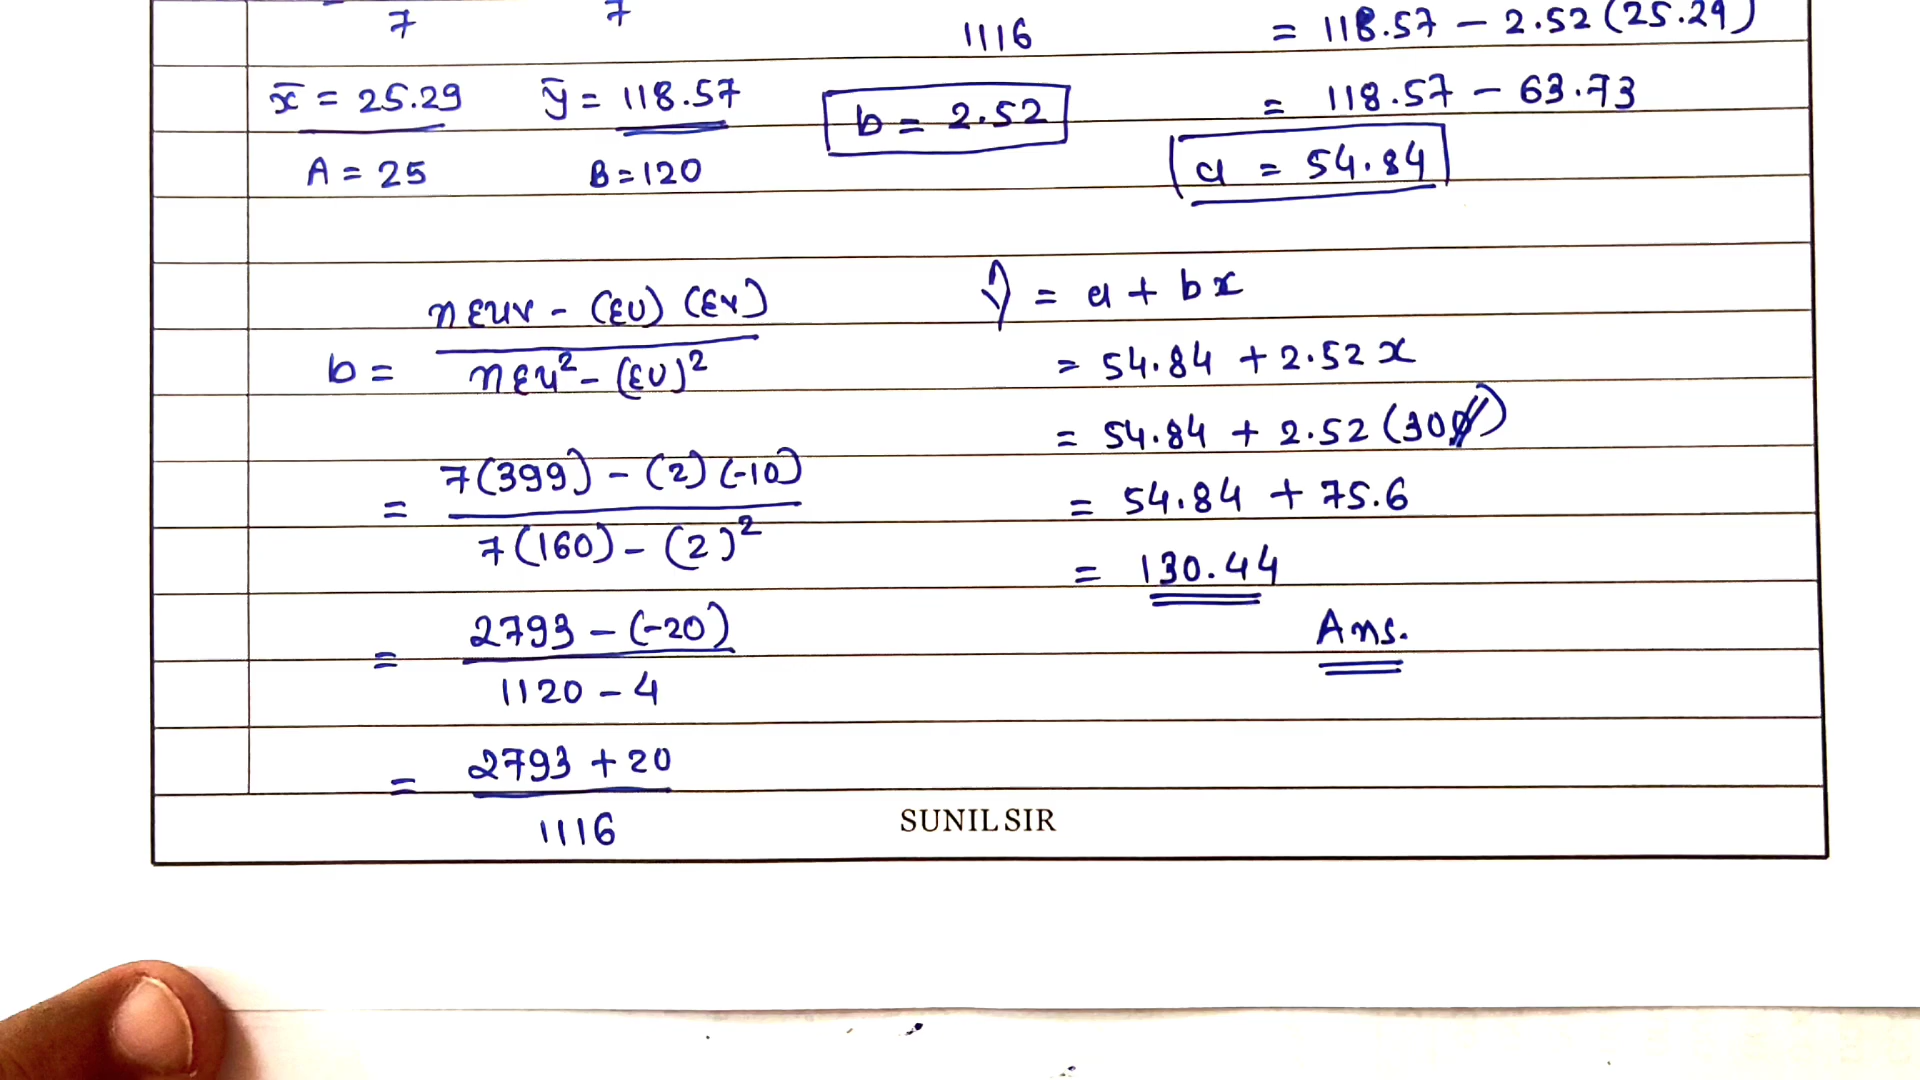 7 7
1116
= 118.57 - 2.52 (25.29)
x̄ = 25.29 ȳ = 118.57
b = 2.52
= 118.57 - 63.73
A = 25 B = 120
a = 54.84
nΣuv - (Σu) (Σv)
b =
nΣu² - (Σu)²
= 7(399) - (2) (-10)
7(160) - (2)²
= 2793 - (-20)
1120 - 4
= 2793 + 20
1116
ŷ = a + bx
= 54.84 + 2.52 x
= 54.84 + 2.52 (30)
= 54.84 + 75.6
= 130.44
Ans.
SUNIL SIR